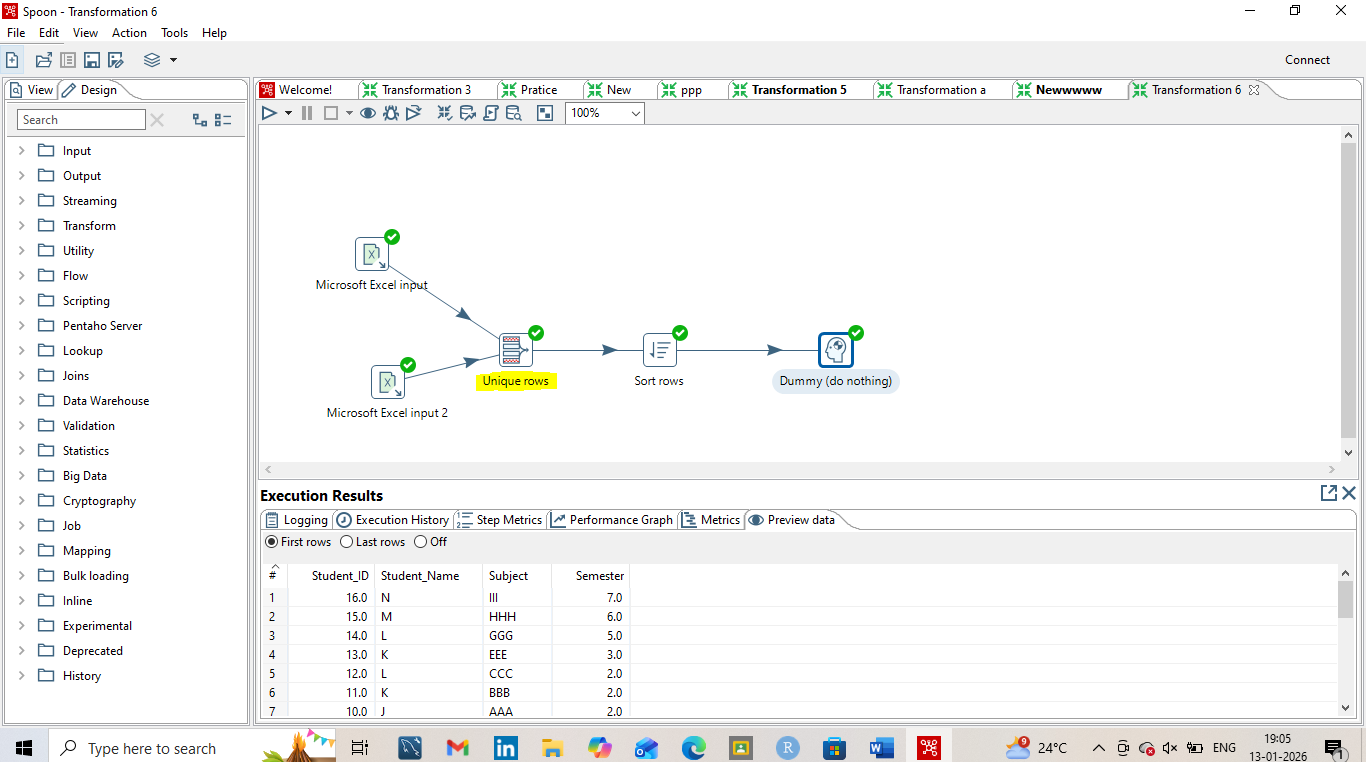 Spoon - Transformation 6
File Edit View Action Tools Help
Connect
View Design
Welcome! Transformation 3 Pratice New ppp Transformation 5 Transformation a Newwwww Transformation 6
Search
100%
Input
Output
Streaming
Transform
Utility
Flow
Scripting
Pentaho Server
Lookup
Joins
Data Warehouse
Validation
Statistics
Big Data
Cryptography
Job
Mapping
Bulk loading
Inline
Experimental
Deprecated
History
Microsoft Excel input
Unique rows Sort rows Dummy (do nothing)
Microsoft Excel input 2
Execution Results
Logging Execution History Step Metrics Performance Graph Metrics Preview data
First rows Last rows Off
# Student_ID Student_Name Subject Semester
1 16.0 N III 7.0
2 15.0 M HHH 6.0
3 14.0 L GGG 5.0
4 13.0 K EEE 3.0
5 12.0 L CCC 2.0
6 11.0 K BBB 2.0
7 10.0 J AAA 2.0
Type here to search
9 24°C ENG 19:05
13-01-2026 1